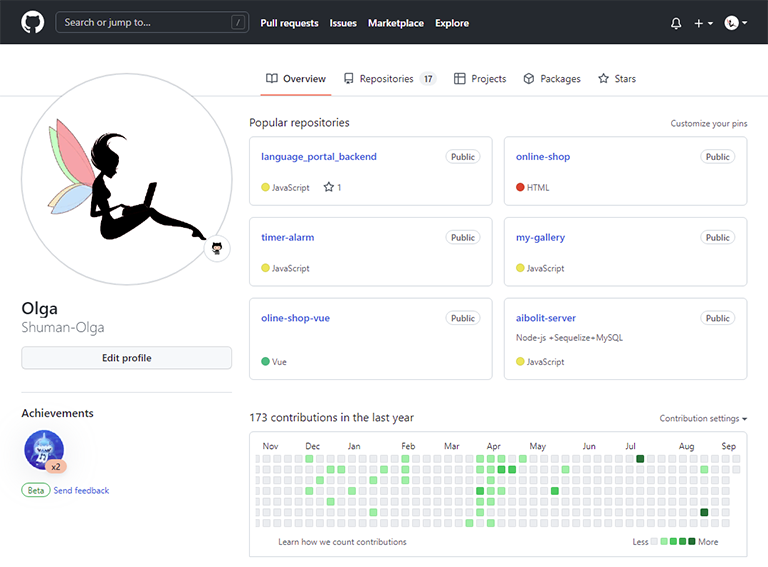 Search or jump to...
/
Pull requests Issues Marketplace Explore
Overview Repositories 17 Projects Packages Stars
Popular repositories Customize your pins
language_portal_backend Public
JavaScript 1
online-shop Public
HTML
timer-alarm Public
JavaScript
my-gallery Public
JavaScript
oline-shop-vue Public
Vue
aibolit-server Public
Node-js +Sequelize+MySQL
JavaScript
Olga
Shuman-Olga
Edit profile
Achievements
x2
Beta Send feedback
173 contributions in the last year Contribution settings
Nov Dec Jan Feb Mar Apr May Jun Jul Aug Sep
Learn how we count contributions Less More